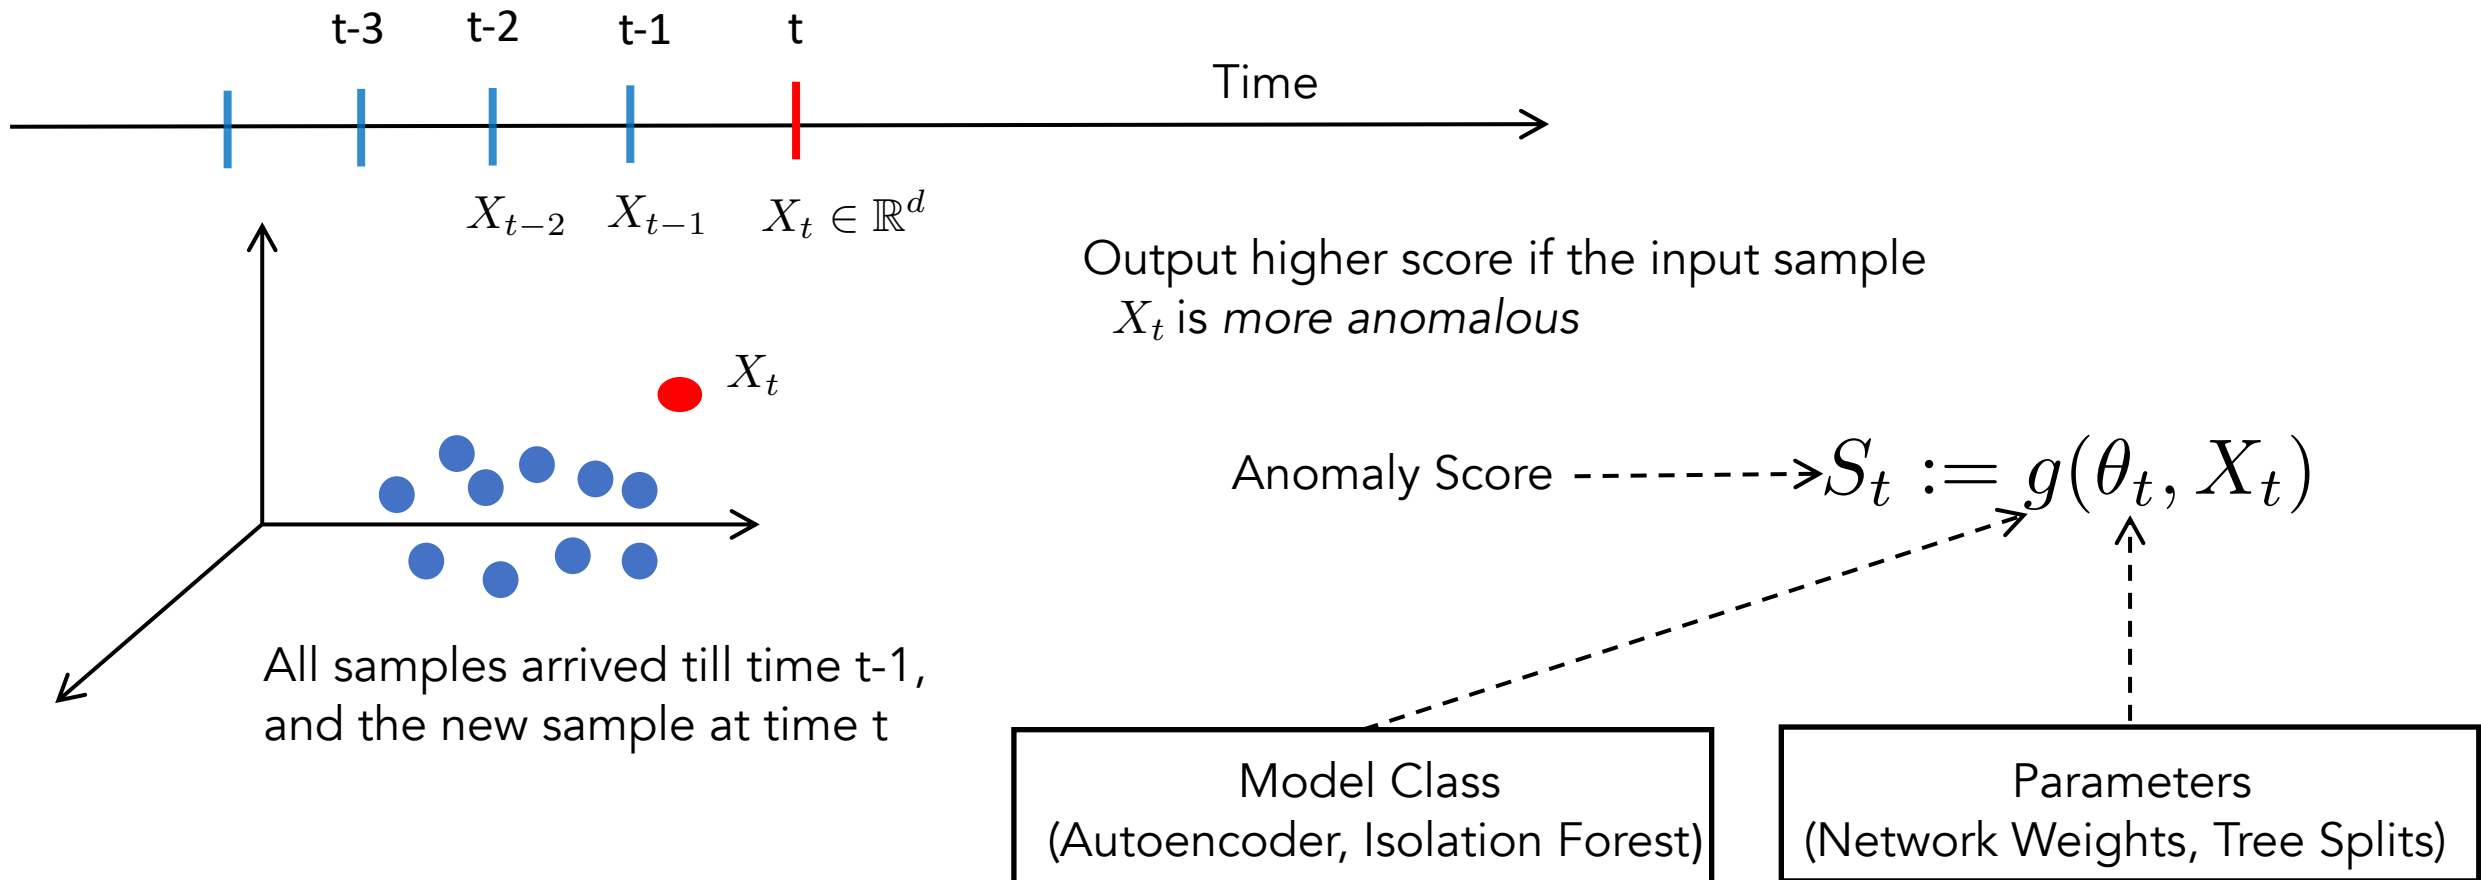 t-3 t-2 t-1 t
Time
X_{t-2} X_{t-1} X_t ∈ ℝ^d
Output higher score if the input sample
X_t is more anomalous
X_t
Anomaly Score S_t := g(θ_t, X_t)
All samples arrived till time t-1,
and the new sample at time t
Model Class
(Autoencoder, Isolation Forest)
Parameters
(Network Weights, Tree Splits)